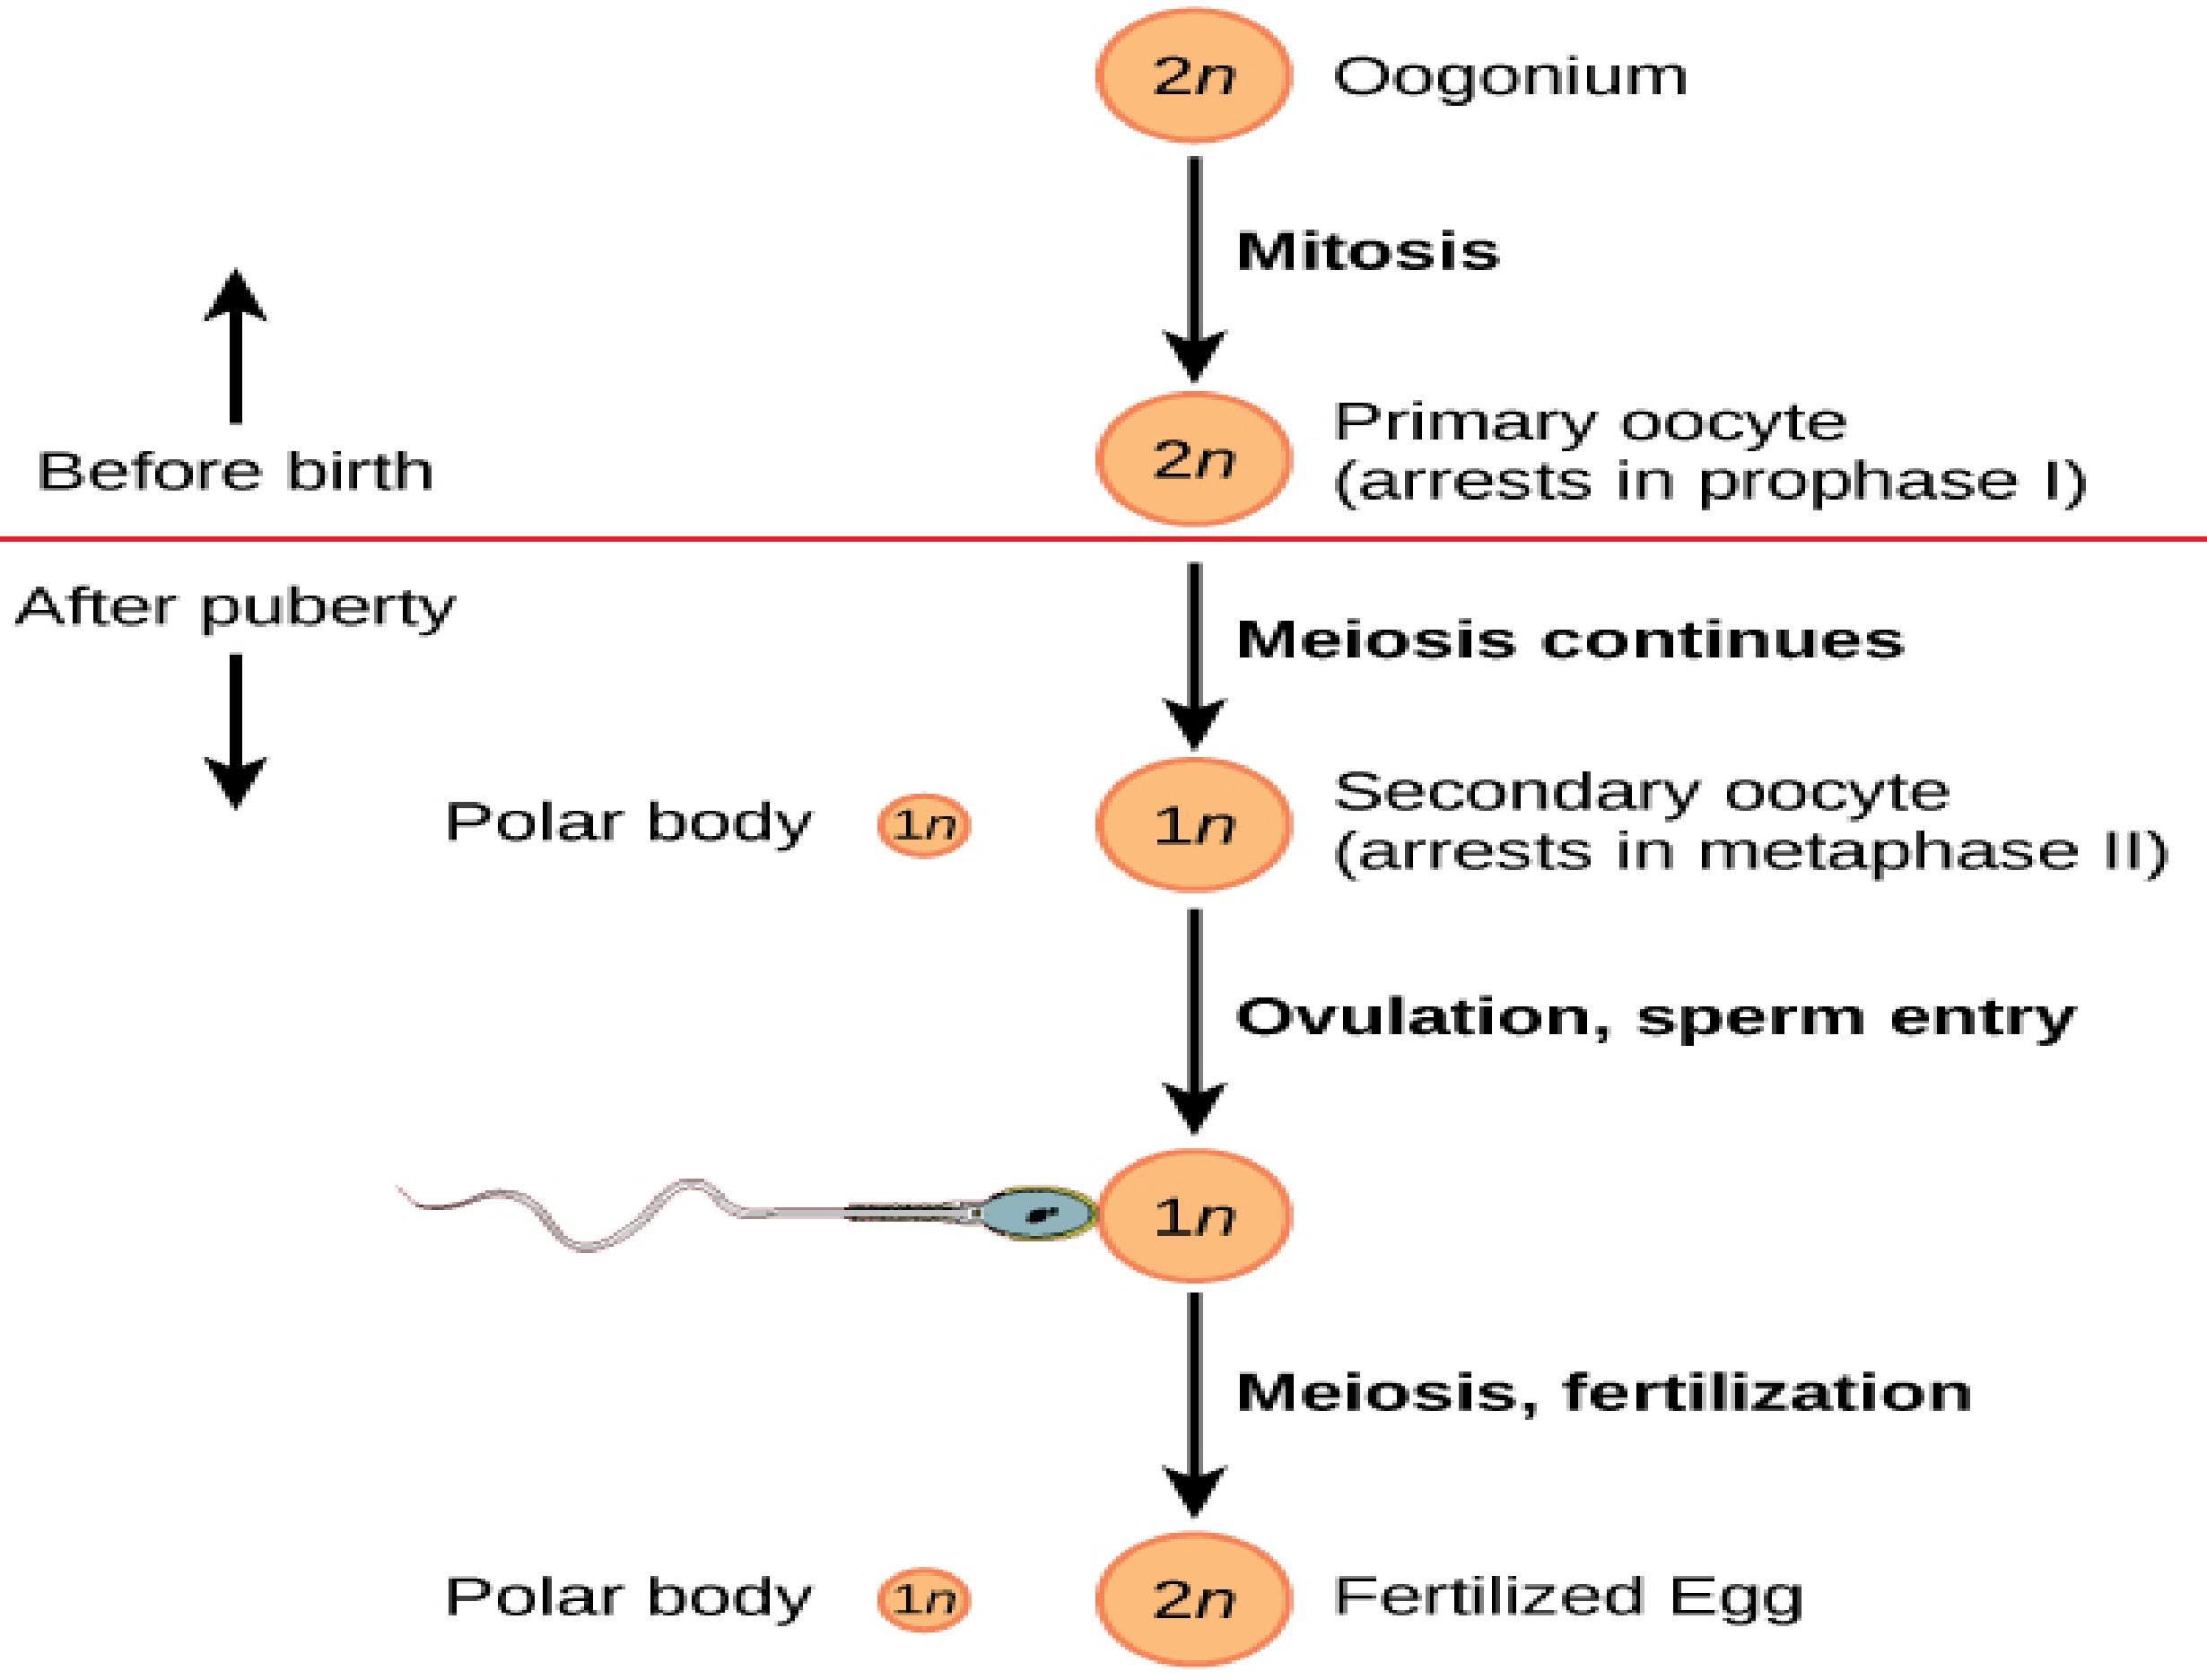 2n Oogonium
Mitosis
Before birth
2n
Primary oocyte
(arrests in prophase I)
After puberty
Meiosis continues
Polar body 1n
1n
Secondary oocyte
(arrests in metaphase II)
Ovulation, sperm entry
1n
Meiosis, fertilization
Polar body 1n
2n Fertilized Egg